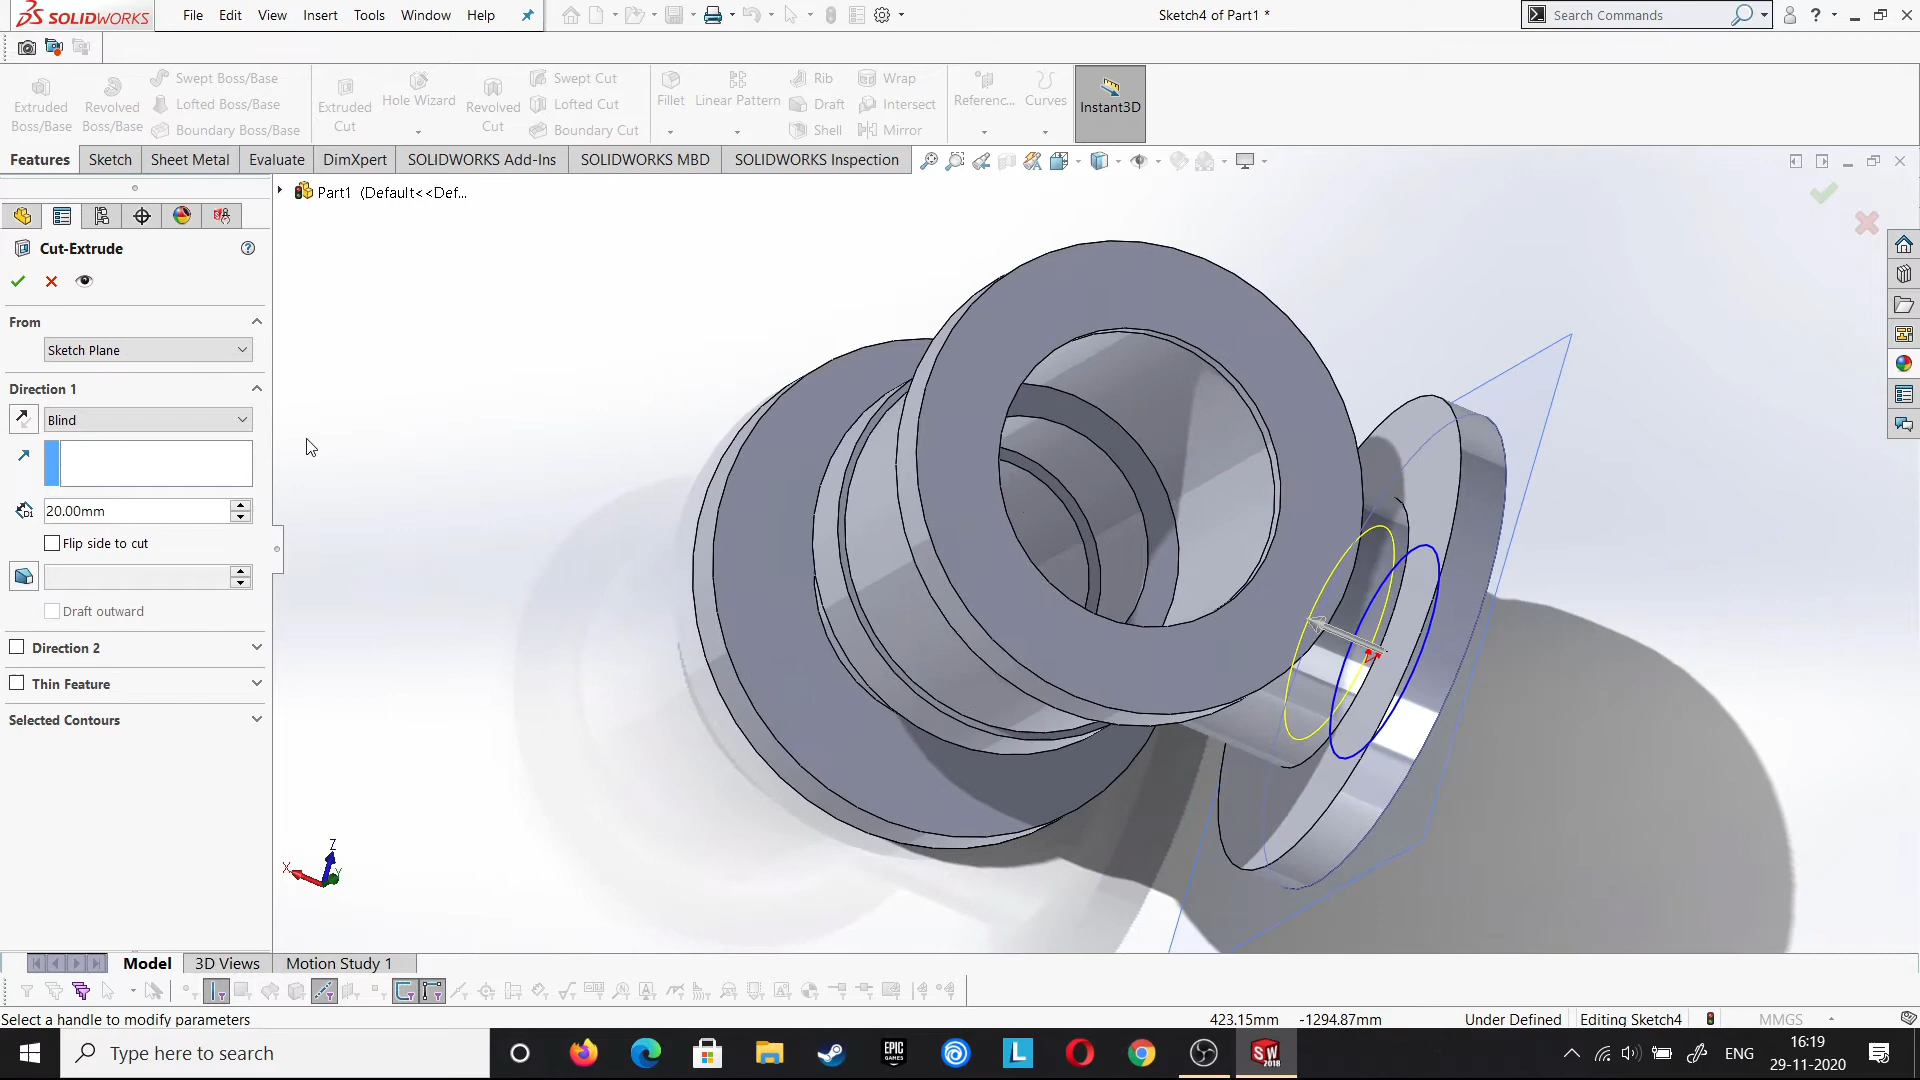 SOLIDWORKS File Edit View Insert Tools Window Help Sketch4 of Part1 * Search Commands ?
Extruded Boss/Base
Revolved Boss/Base
Swept Boss/Base
Lofted Boss/Base
Boundary Boss/Base
Extruded Cut
Hole Wizard
Revolved Cut
Swept Cut
Lofted Cut
Boundary Cut
Fillet
Linear Pattern
Rib
Draft
Shell
Wrap
Intersect
Mirror
Referenc...
Curves
Instant3D
Features Sketch Sheet Metal Evaluate DimXpert SOLIDWORKS Add-Ins SOLIDWORKS MBD SOLIDWORKS Inspection
Part1 (Default<<Def...
Cut-Extrude
From
Sketch Plane
Direction 1
Blind
D1
20.00mm
Flip side to cut
Draft outward
Direction 2
Thin Feature
Selected Contours
Z
X
Y
Model 3D Views Motion Study 1
Select a handle to modify parameters 423.15mm -1294.87mm Under Defined Editing Sketch4 MMGS
Type here to search
EPIC GAMES
L
SW 2018
ENG
16:19
29-11-2020